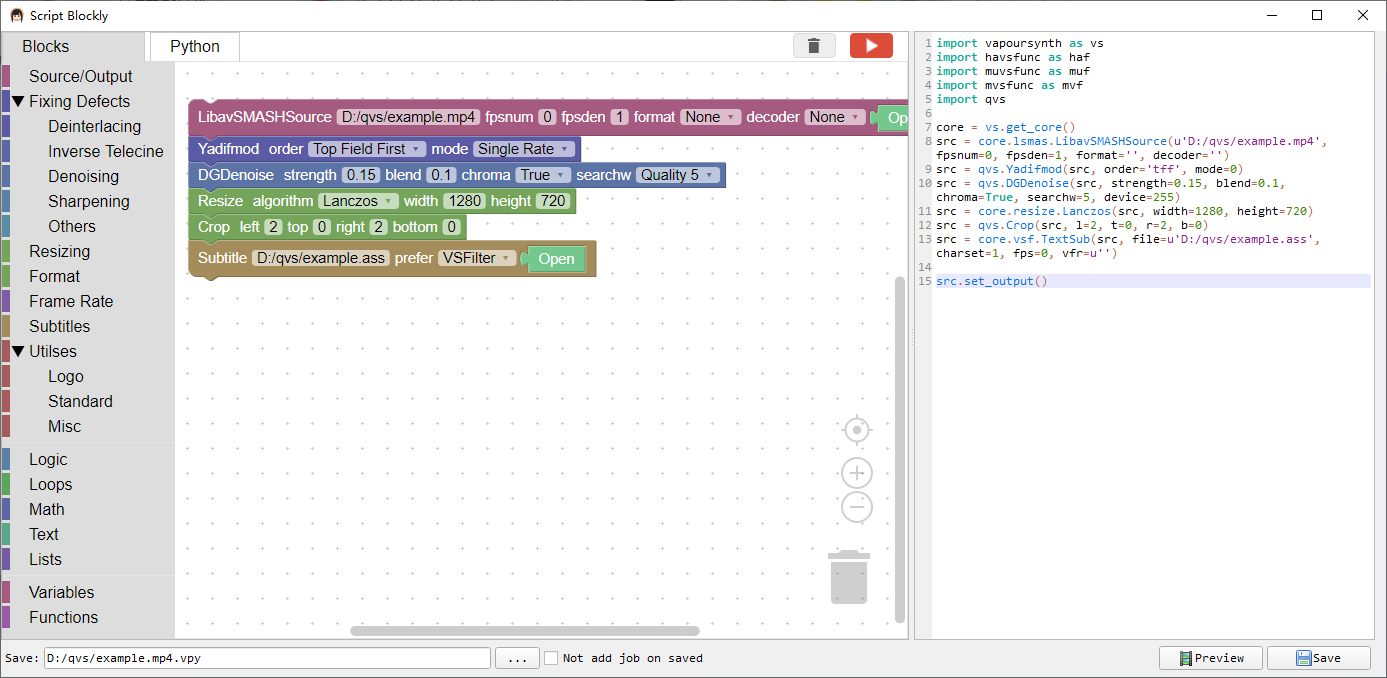 Script Blockly
Blocks
Python
Source/Output
Fixing Defects
Deinterlacing
Inverse Telecine
Denoising
Sharpening
Others
Resizing
Format
Frame Rate
Subtitles
Utilses
Logo
Standard
Misc
Logic
Loops
Math
Text
Lists
Variables
Functions
LibavSMASHSource D:/qvs/example.mp4 fpsnum 0 fpsden 1 format None decoder None Op
Yadifmod order Top Field First mode Single Rate
DGDenoise strength 0.15 blend 0.1 chroma True searchw Quality 5
Resize algorithm Lanczos width 1280 height 720
Crop left 2 top 0 right 2 bottom 0
Subtitle D:/qvs/example.ass prefer VSFilter Open
1 import vapoursynth as vs
2 import havsfunc as haf
3 import muvsfunc as muf
4 import mvsfunc as mvf
5 import qvs
6
7 core = vs.get_core()
8 src = core.lsmas.LibavSMASHSource(u'D:/qvs/example.mp4',
fpsnum=0, fpsden=1, format='', decoder='')
9 src = qvs.Yadifmod(src, order='tff', mode=0)
10 src = qvs.DGDenoise(src, strength=0.15, blend=0.1,
chroma=True, searchw=5, device=255)
11 src = core.resize.Lanczos(src, width=1280, height=720)
12 src = qvs.Crop(src, l=2, t=0, r=2, b=0)
13 src = core.vsf.TextSub(src, file=u'D:/qvs/example.ass',
charset=1, fps=0, vfr=u'')
14
15 src.set_output()
Save: D:/qvs/example.mp4.vpy ... Not add job on saved
Preview
Save